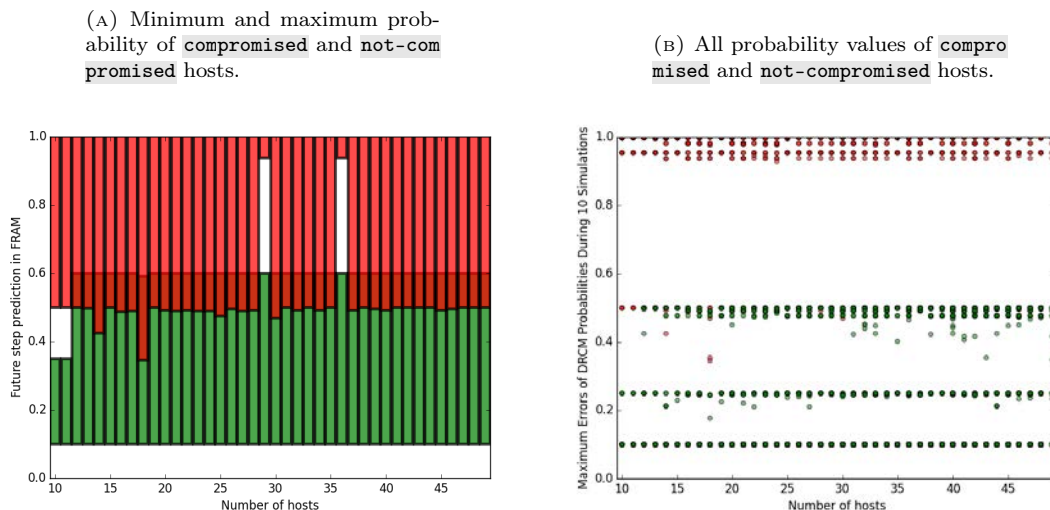 (A) Minimum and maximum prob-
ability of compromised and not-com
promised hosts.
(B) All probability values of compro
mised and not-compromised hosts.
Future step prediction in FRAM
1.0
0.8
0.6
0.4
0.2
0.0
10 15 20 25 30 35 40 45
Number of hosts
Maximum Errors of DRCM Probabilities During 10 Simulations
1.0
0.8
0.6
0.4
0.2
0.0
10 15 20 25 30 35 40 45
Number of hosts